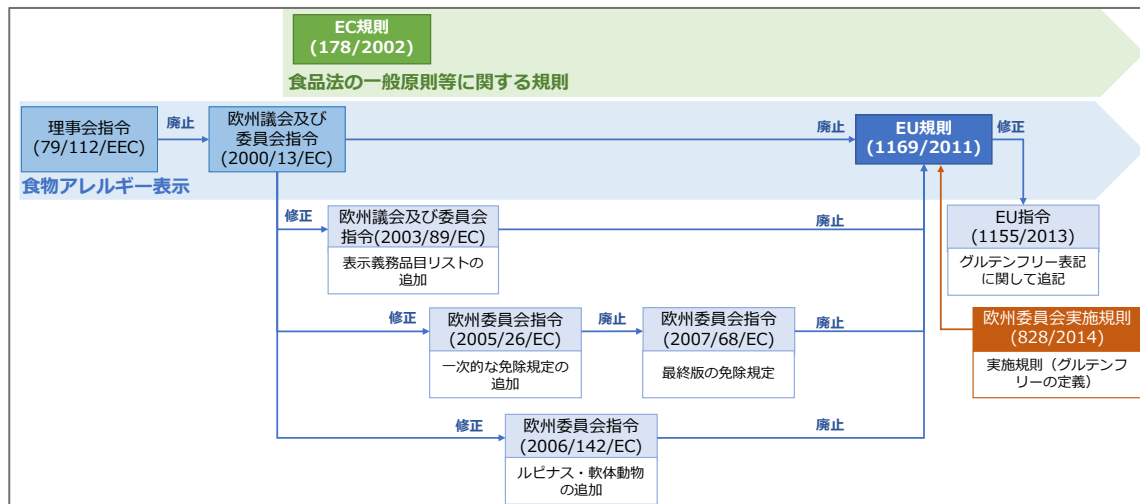 EC規則
(178/2002)
食品法の一般原則等に関する規則
理事会指令
(79/112/EEC)
廃止
欧州議会及び
委員会指令
(2000/13/EC)
廃止
EU規則
(1169/2011)
修正
食物アレルギー表示
修正
欧州議会及び委員会
指令(2003/89/EC)
表示義務品目リストの
追加
廃止
EU指令
(1155/2013)
グルテンフリー表記
に関して追記
修正
欧州委員会指令
(2005/26/EC)
一次的な免除規定の
追加
廃止
欧州委員会指令
(2007/68/EC)
最終版の免除規定
廃止
欧州委員会実施規則
(828/2014)
実施規則（グルテンフ
リーの定義）
修正
欧州委員会指令
(2006/142/EC)
ルピナス・軟体動物
の追加
廃止